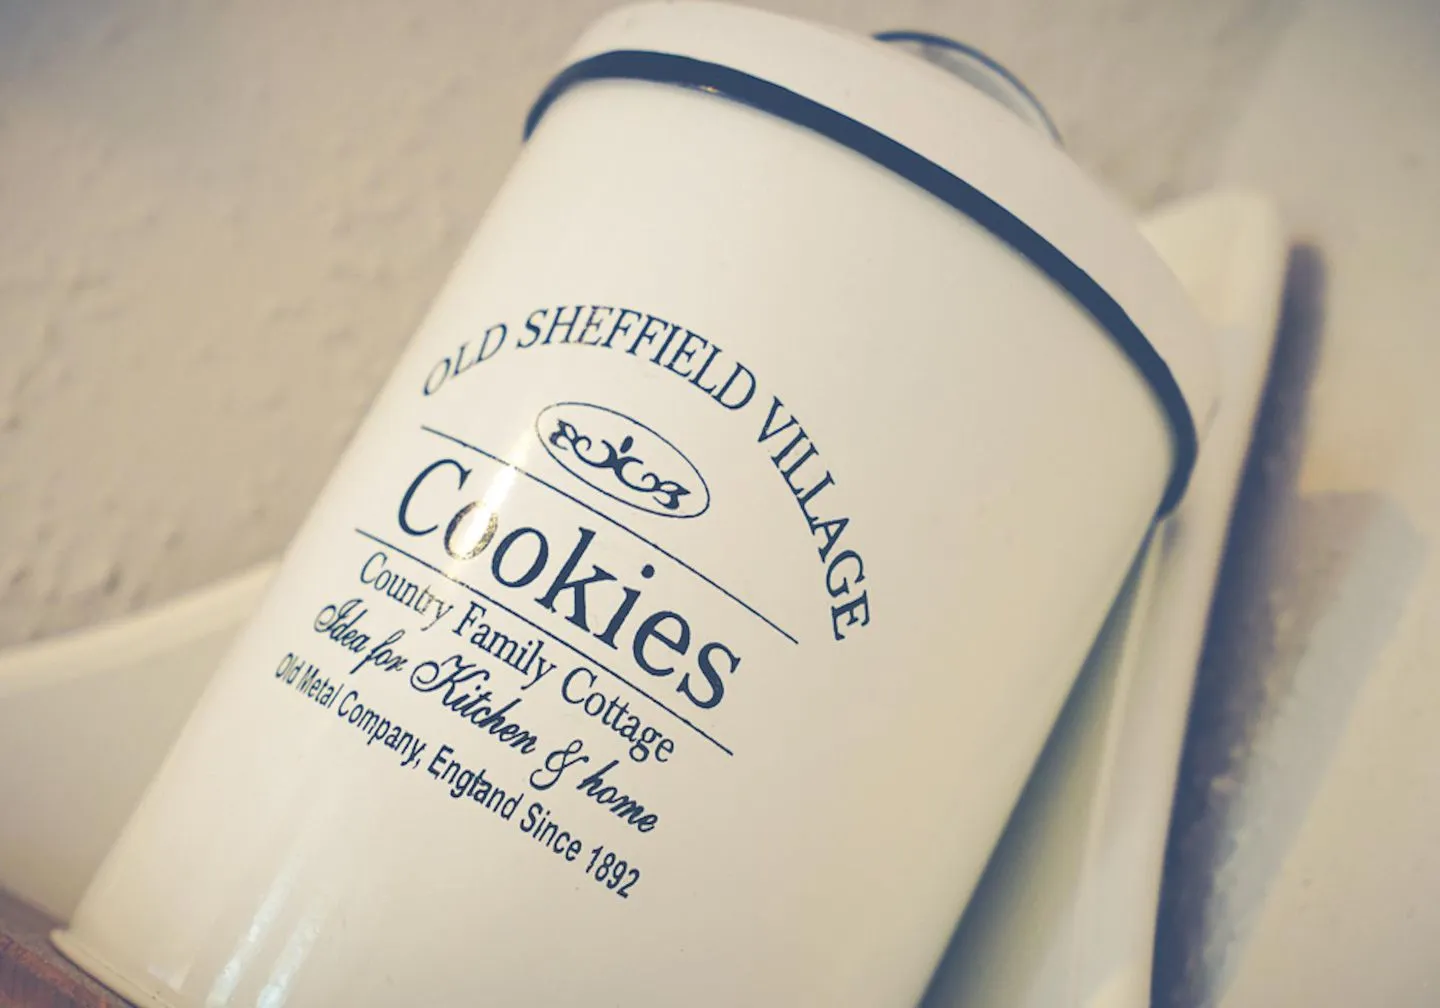 OLD SHEFFIELD VILLAGE
Cookies
Country Family Cottage
Idea for Kitchen & home
Old Metal Company, England Since 1892